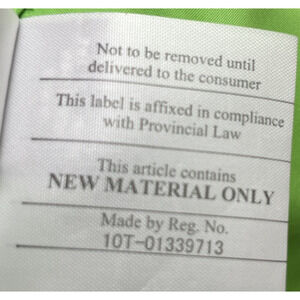 Not to be removed until
delivered to the consumer
This label is affixed in compliance
with Provincial Law
This article contains
NEW MATERIAL ONLY
Made by Reg. No.
10T-01339713